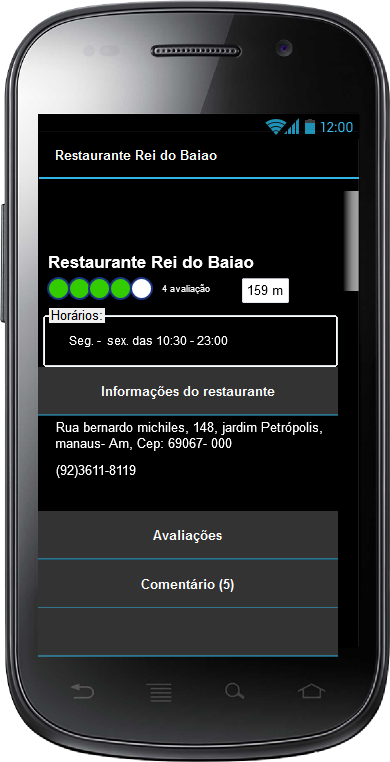 12:00
Restaurante Rei do Baiao
Restaurante Rei do Baiao
4 avaliação
159 m
Horários:
Seg. - sex. das 10:30 - 23:00
Informações do restaurante
Rua bernardo michiles, 148, jardim Petrópolis,
manaus- Am, Cep: 69067- 000
(92)3611-8119
Avaliações
Comentário (5)